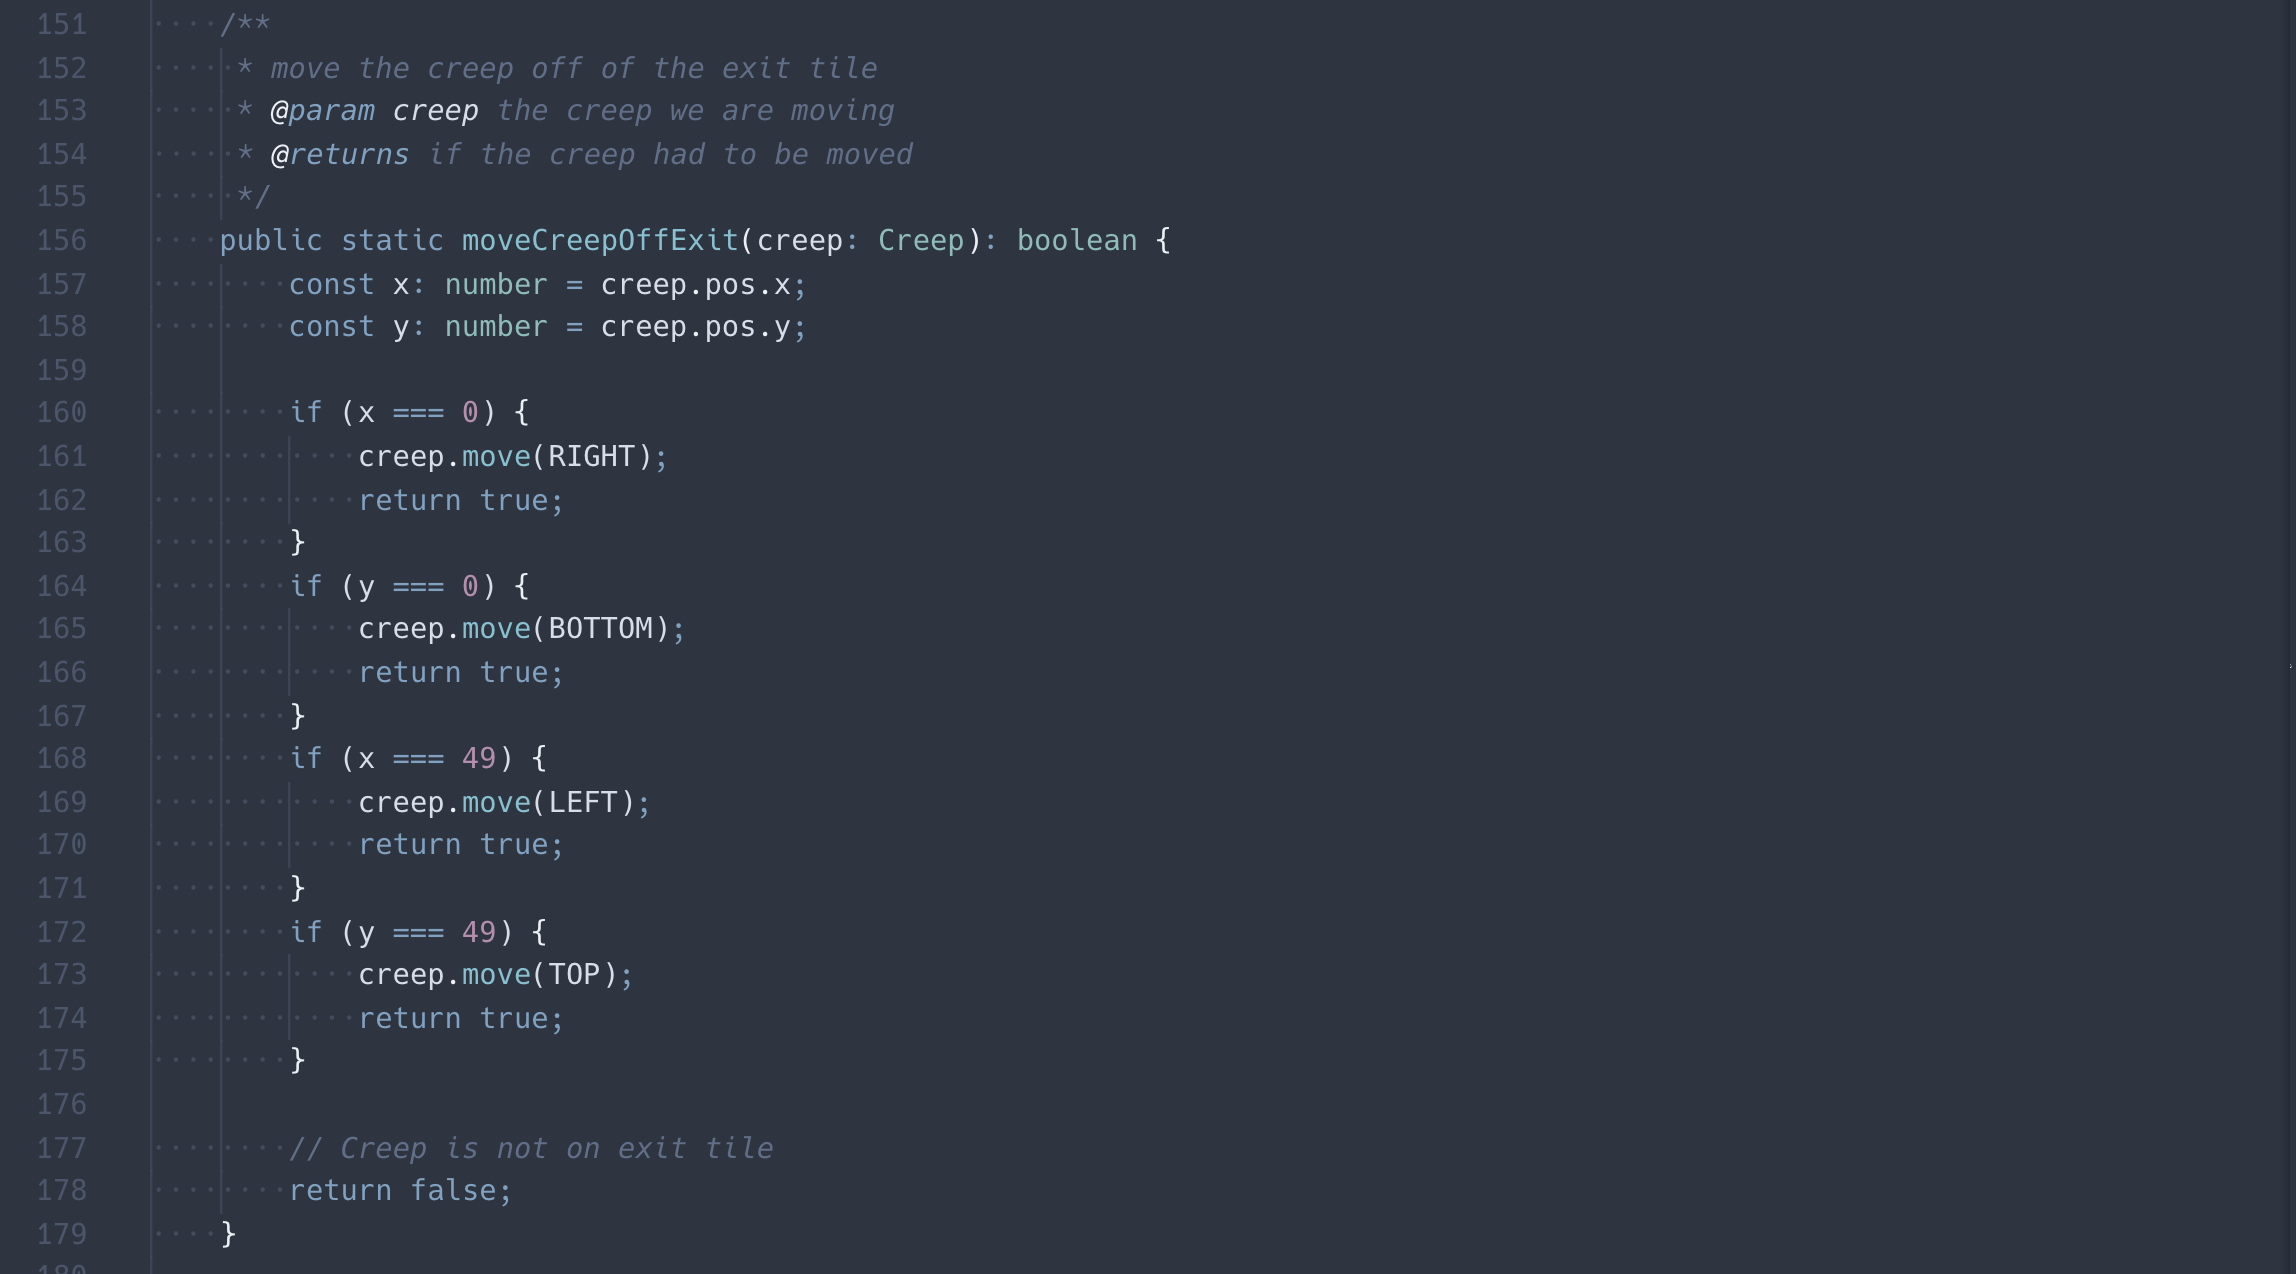 151 /**
152 * move the creep off of the exit tile
153 * @param creep the creep we are moving
154 * @returns if the creep had to be moved
155 */
156 public static moveCreepOffExit(creep: Creep): boolean {
157 const x: number = creep.pos.x;
158 const y: number = creep.pos.y;
159
160 if (x === 0) {
161 creep.move(RIGHT);
162 return true;
163 }
164 if (y === 0) {
165 creep.move(BOTTOM);
166 return true;
167 }
168 if (x === 49) {
169 creep.move(LEFT);
170 return true;
171 }
172 if (y === 49) {
173 creep.move(TOP);
174 return true;
175 }
176
177 // Creep is not on exit tile
178 return false;
179 }
180